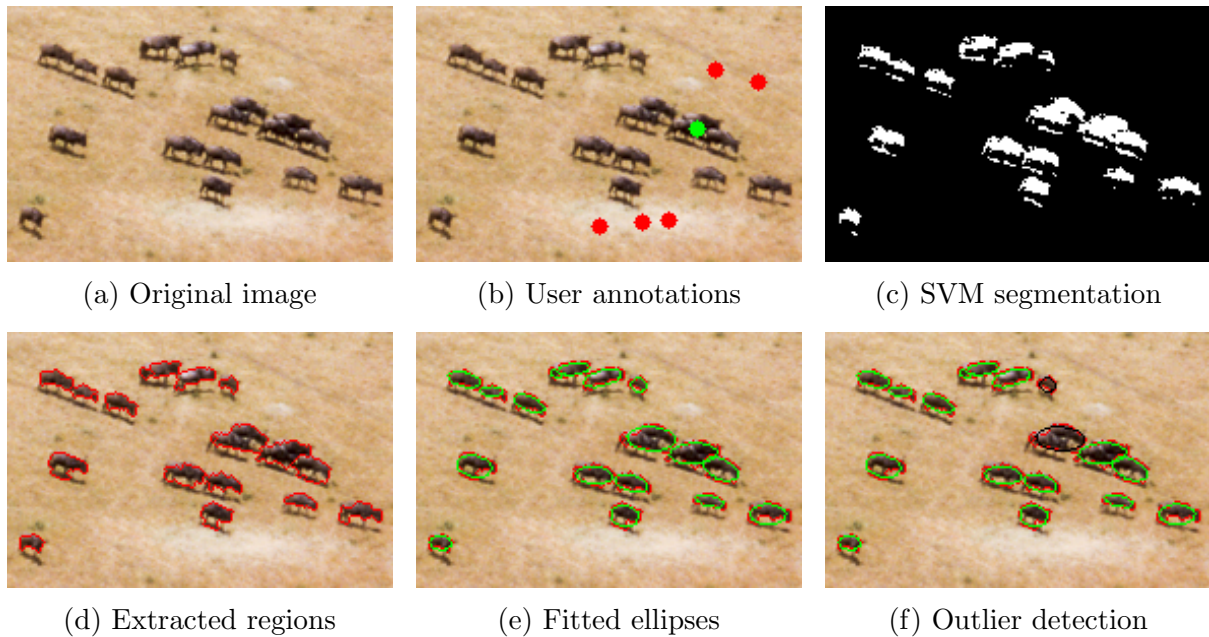 (a) Original image
(b) User annotations
(c) SVM segmentation
(d) Extracted regions
(e) Fitted ellipses
(f) Outlier detection